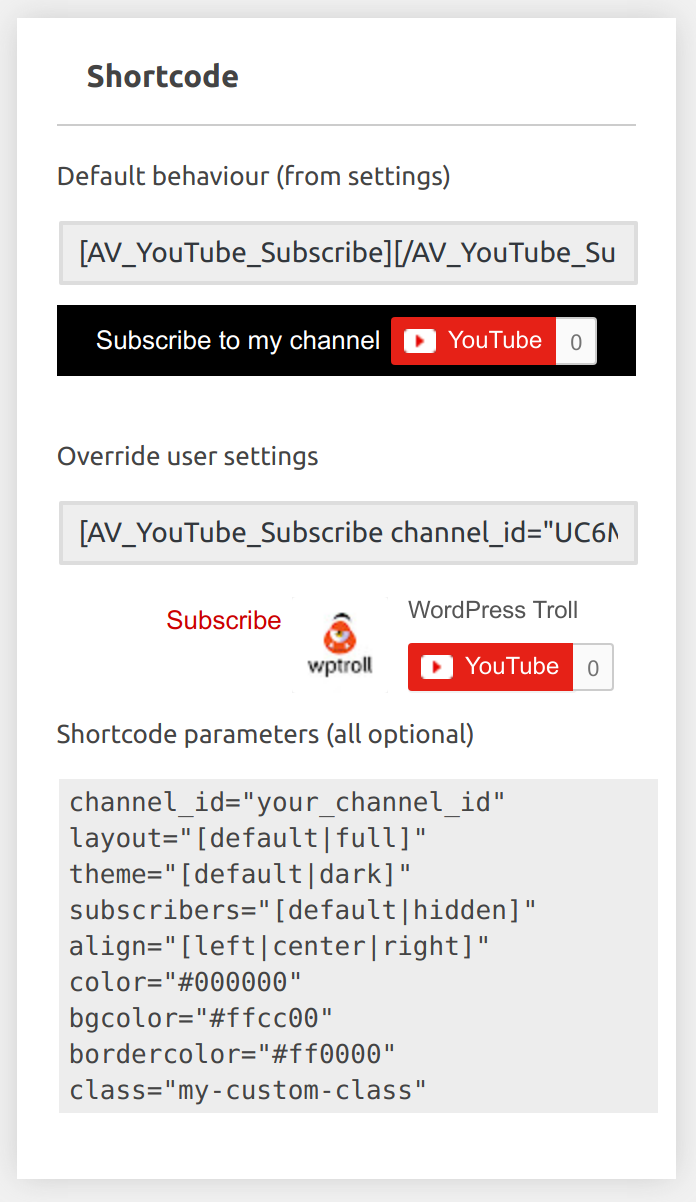 Shortcode
Default behaviour (from settings)
[AV_YouTube_Subscribe][/AV_YouTube_Su
Subscribe to my channel YouTube 0
Override user settings
[AV_YouTube_Subscribe channel_id="UC6
Subscribe
wptroll
WordPress Troll
YouTube 0
Shortcode parameters (all optional)
channel_id="your_channel_id"
layout="[default|full]"
theme="[default|dark]"
subscribers="[default|hidden]"
align="[left|center|right]"
color="#000000"
bgcolor="#ffcc00"
bordercolor="#ff0000"
class="my-custom-class"